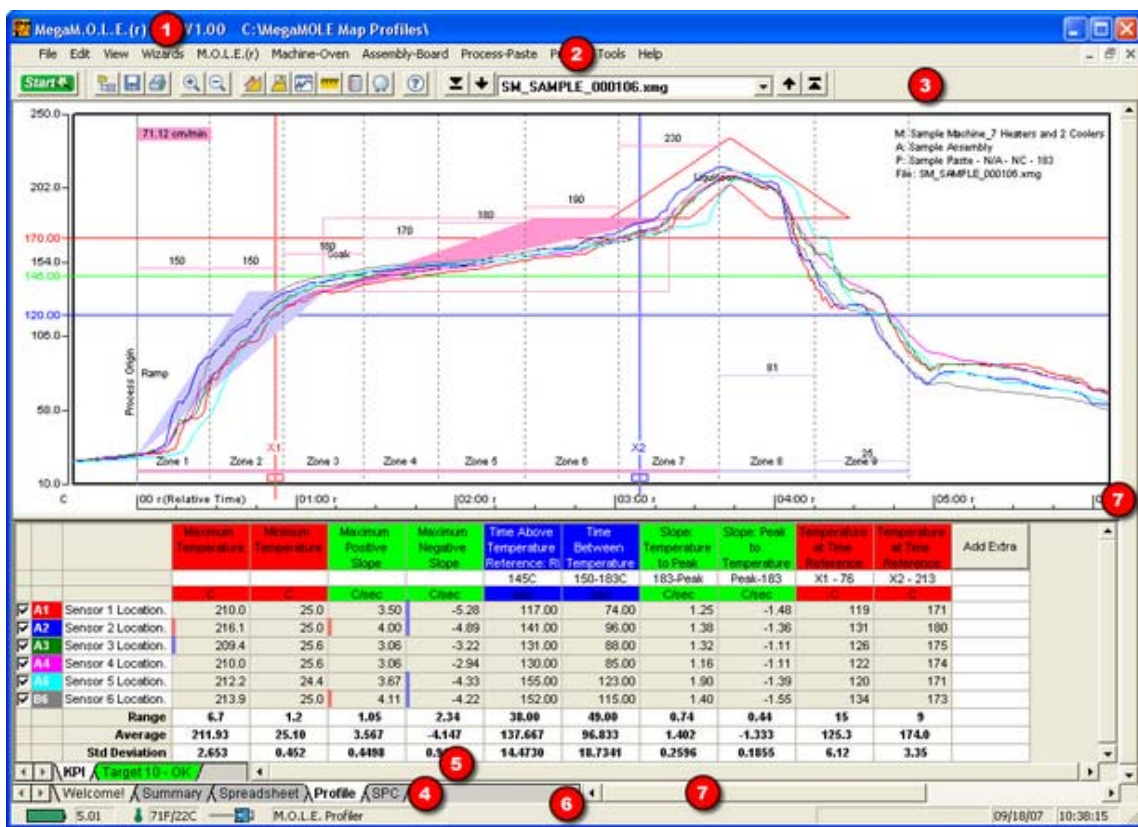 MegaM.O.L.E.(r) V1.00 C:\MegaMOLE Map Profiles\
1
File Edit View Wizards M.O.L.E.(r) Machine-Oven Assembly-Board Process-Paste Tools Help
2
Start SM_SAMPLE_000106.xmg
3
250.0
71.12 cm/min
230
M: Sample Machine_7 Heaters and 2 Coolers
A: Sample Assembly
P: Sample Paste - N/A - NC - 183
File: SM_SAMPLE_000106.xmg
202.0
190
180
170
170.00
150 150
154.0
120.00
106.0
81
Process Origin
Ramp
58.0
X1 X2
Zone 1 Zone 2 Zone 3 Zone 4 Zone 5 Zone 6 Zone 7 Zone 8 Zone 9
10.0
C 00 r(Relative Time) 01:00 r 02:00 r 03:00 r 04:00 r 05:00 r
7
Maximum Temperature Minimum Temperature Maximum Positive Slope Maximum Negative Slope Time Above Temperature Reference: Time Between Temperature Slope: Temperature to Peak Slope: Peak to Temperature Temperature at Time Reference Temperature at Time Reference Add Extra
145C 150-183C 183-Peak Peak-183 X1 - 76 X2 - 213
C C C/sec C/sec C/sec C/sec C C
A1 Sensor 1 Location. 210.0 25.0 3.50 -5.28 117.00 74.00 1.25 -1.48 119 171
A2 Sensor 2 Location. 216.1 25.0 4.00 -4.89 141.00 96.00 1.38 -1.36 131 180
A3 Sensor 3 Location. 209.4 25.6 3.06 -3.22 131.00 88.00 1.32 -1.11 126 175
A4 Sensor 4 Location. 210.0 25.6 3.06 -2.94 130.00 85.00 1.16 -1.11 122 174
Sensor 5 Location. 212.2 24.4 3.67 -4.33 155.00 123.00 1.90 -1.39 120 171
B6 Sensor 6 Location. 213.9 25.0 4.11 -4.22 152.00 115.00 1.40 -1.55 134 173
Range 6.7 1.2 1.05 2.34 38.00 49.00 0.74 0.44 15 9
Average 211.93 25.10 3.567 -4.147 137.667 96.833 1.402 -1.333 125.3 174.0
Std Deviation 2.653 0.452 0.4498 14.4730 18.7341 0.2596 0.1855 6.12 3.35
KPI Target 10 - OK
5
Welcome! Summary Spreadsheet Profile SPC
4 6 7
5.01 71F/22C M.O.L.E. Profiler 09/18/07 10:38:15